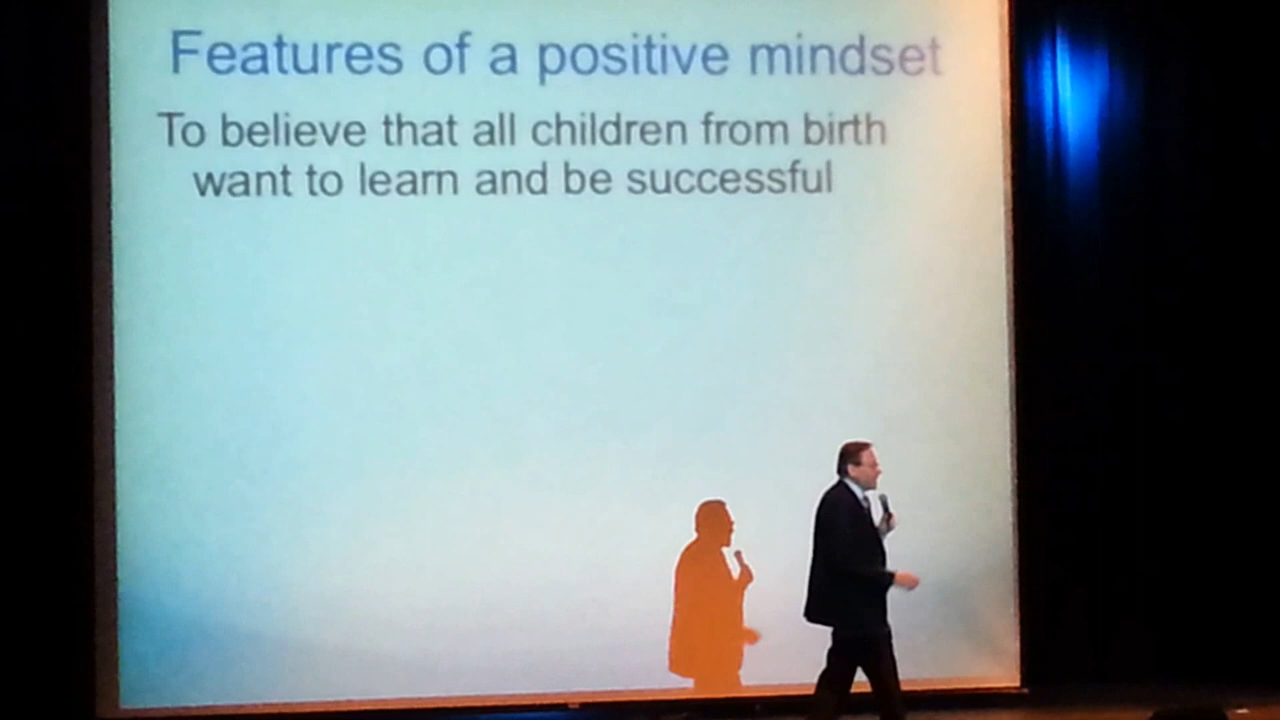 Features of a positive mindset
To believe that all children from birth
want to learn and be successful